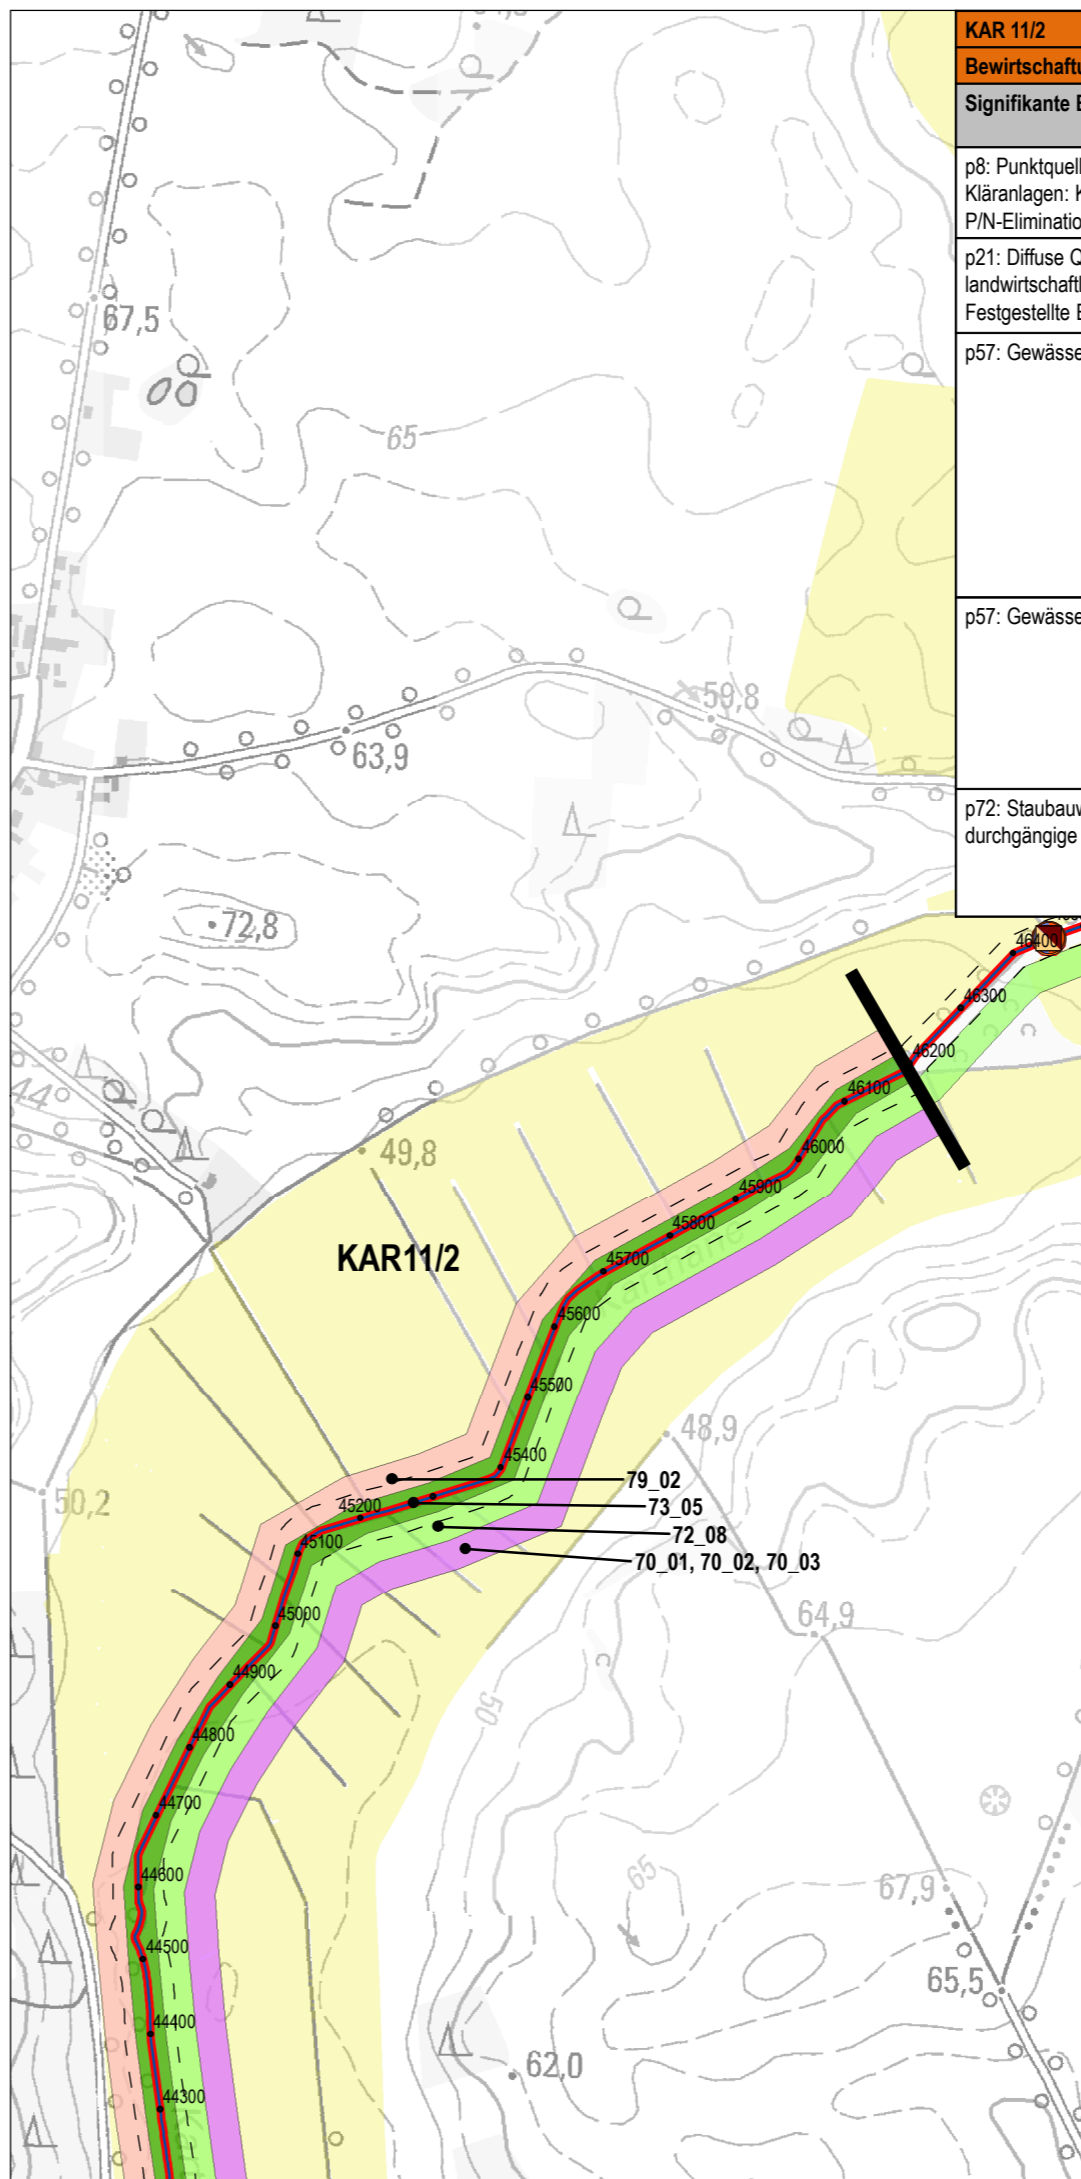 KAR 11/2
Bewirtschaftu
Signifikante B
p8: Punktquell
Kläranlagen: K
P/N-Eliminatio
p21: Diffuse Q
landwirtschaftl
Festgestellte B
p57: Gewässe
p57: Gewässe
p72: Staubauw
durchgängige
67,5
65
59,8
63,9
72,8
46400
46300
46200
46100
44
49,8
46000
45900
45800
KAR11/2
45700
Karthane
45600
45500
48,9
45400
79_02
50,2
73_05
45200
72_08
45100
70_01, 70_02, 70_03
45000
64,9
44900
50
44800
44700
65
44600
67,9
44500
65,5
44400
62,0
44300